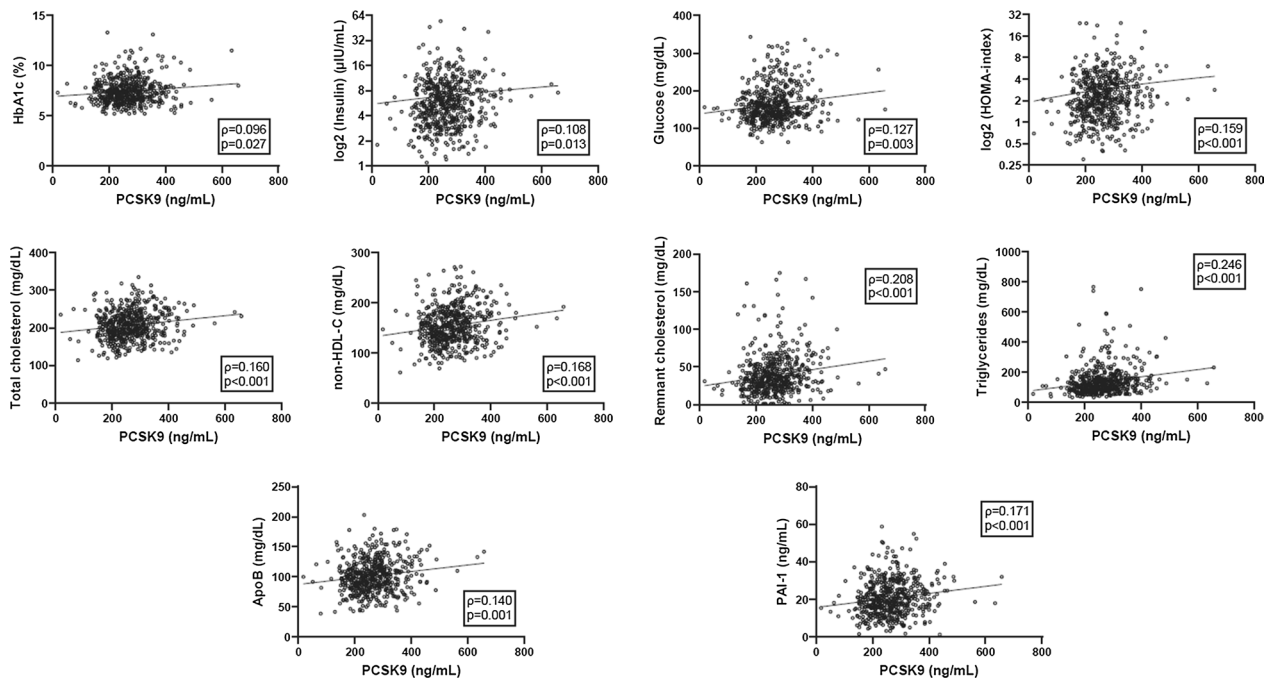 HbA1c (%)
15
10
5
0
0 200 400 600 800
PCSK9 (ng/mL)
ρ=0.096
p=0.027
log2 (Insulin) (µIU/mL)
64
32
16
8
4
2
1
0 200 400 600 800
PCSK9 (ng/mL)
ρ=0.108
p=0.013
Glucose (mg/dL)
400
300
200
100
0
0 200 400 600 800
PCSK9 (ng/mL)
ρ=0.127
p=0.003
log2 (HOMA-index)
32
16
8
4
2
1
0.5
0.25
0 200 400 600 800
PCSK9 (ng/mL)
ρ=0.159
p<0.001
Total cholesterol (mg/dL)
400
300
200
100
0
0 200 400 600 800
PCSK9 (ng/mL)
ρ=0.160
p<0.001
non-HDL-C (mg/dL)
300
200
100
0
0 200 400 600 800
PCSK9 (ng/mL)
ρ=0.168
p<0.001
Remnant cholesterol (mg/dL)
200
150
100
50
0
0 200 400 600 800
PCSK9 (ng/mL)
ρ=0.208
p<0.001
Triglycerides (mg/dL)
1000
800
600
400
200
0
0 200 400 600 800
PCSK9 (ng/mL)
ρ=0.246
p<0.001
ApoB (mg/dL)
250
200
150
100
50
0
0 200 400 600 800
PCSK9 (ng/mL)
ρ=0.140
p=0.001
PAI-1 (ng/mL)
80
60
40
20
0
0 200 400 600 800
PCSK9 (ng/mL)
ρ=0.171
p<0.001